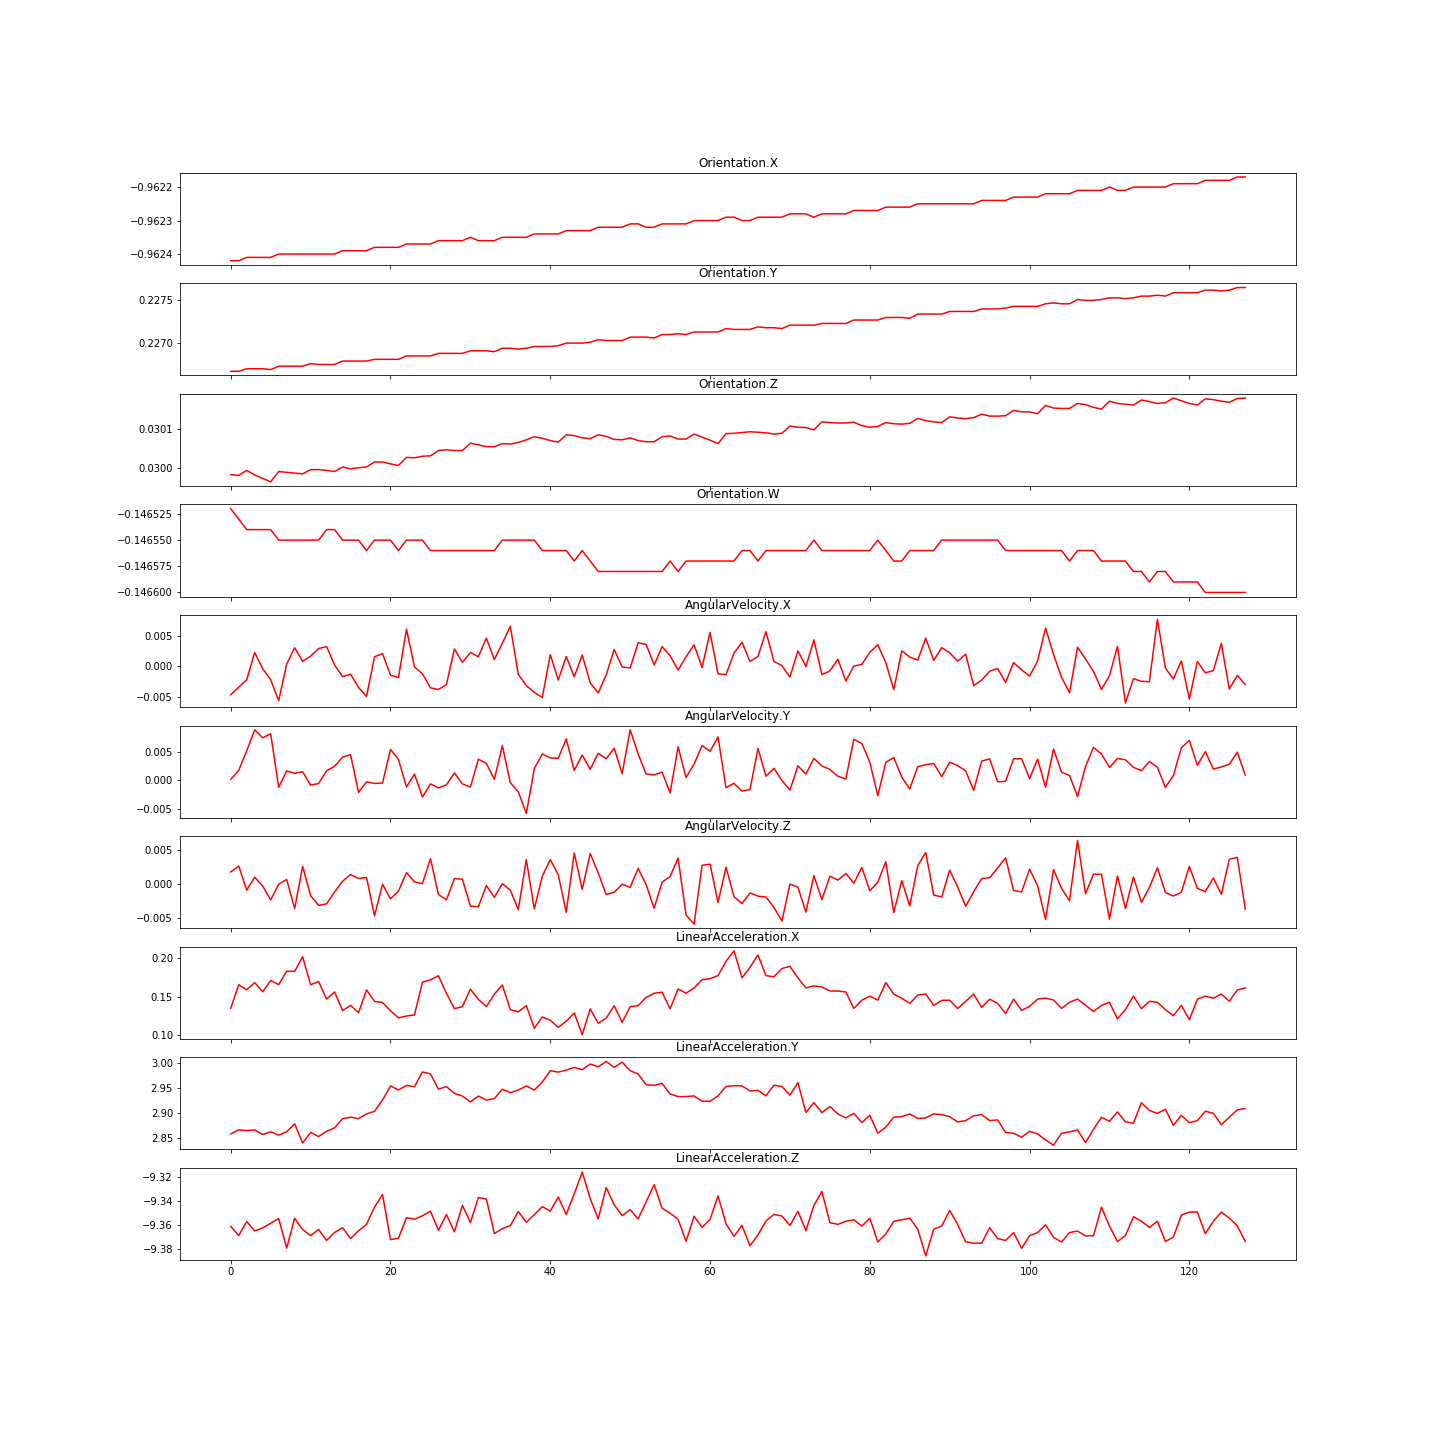 Orientation.X
−0.9622
−0.9623
−0.9624
Orientation.Y
0.2275
0.2270
Orientation.Z
0.0301
0.0300
Orientation.W
−0.146525
−0.146550
−0.146575
−0.146600
AngularVelocity.X
0.005
0.000
−0.005
AngularVelocity.Y
0.005
0.000
−0.005
AngularVelocity.Z
0.005
0.000
−0.005
LinearAcceleration.X
0.20
0.15
0.10
LinearAcceleration.Y
3.00
2.95
2.90
2.85
LinearAcceleration.Z
−9.32
−9.34
−9.36
−9.38
0 20 40 60 80 100 120